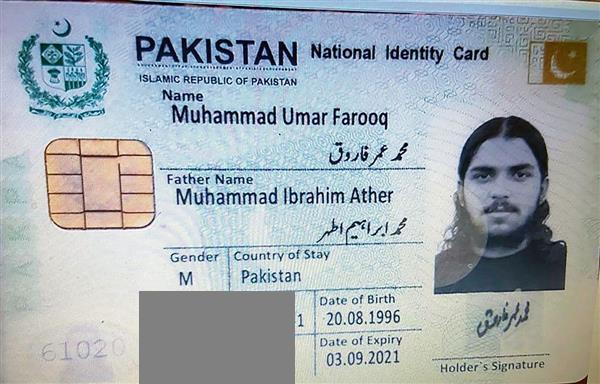 PAKISTAN National Identity Card
ISLAMIC REPUBLIC OF PAKISTAN
Name
Muhammad Umar Farooq
محمد عمر فاروق
Father Name
Muhammad Ibrahim Ather
محمد ابراہیم اطہر
Gender Country of Stay
M Pakistan
Date of Birth
1 20.08.1996
Date of Expiry
61020 03.09.2021
Holder's Signature